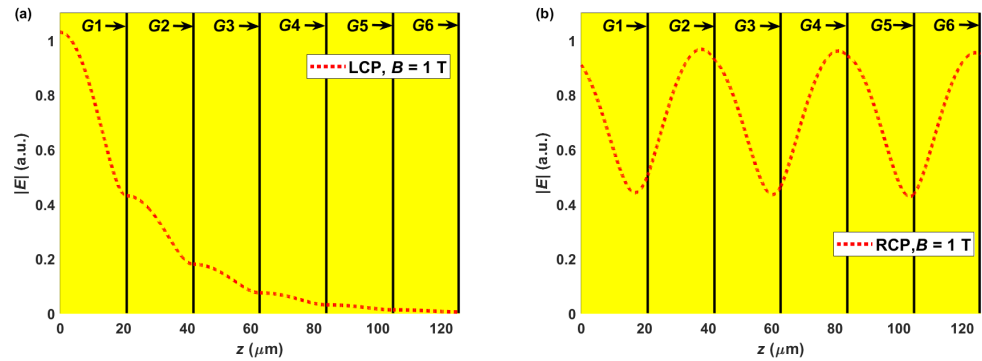 (a)
G1 G2 G3 G4 G5 G6
LCP, B = 1 T
|E| (a.u.)
1
0.8
0.6
0.4
0.2
0
0 20 40 60 80 100 120
z (μm)
(b)
G1 G2 G3 G4 G5 G6
RCP,B = 1 T
|E| (a.u.)
1
0.8
0.6
0.4
0.2
0
0 20 40 60 80 100 120
z (μm)